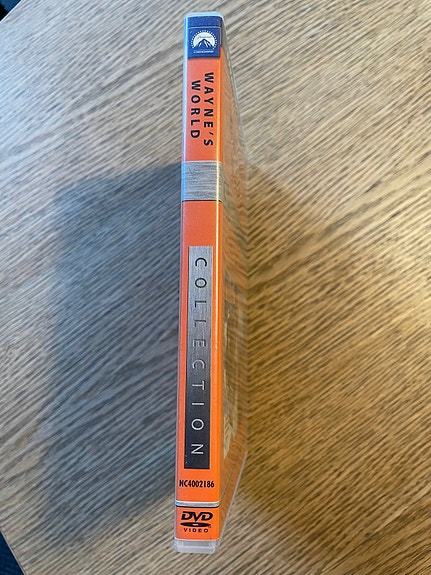 WAYNE'S
WORLD
COLLECTION
NC4002186
DVD
VIDEO